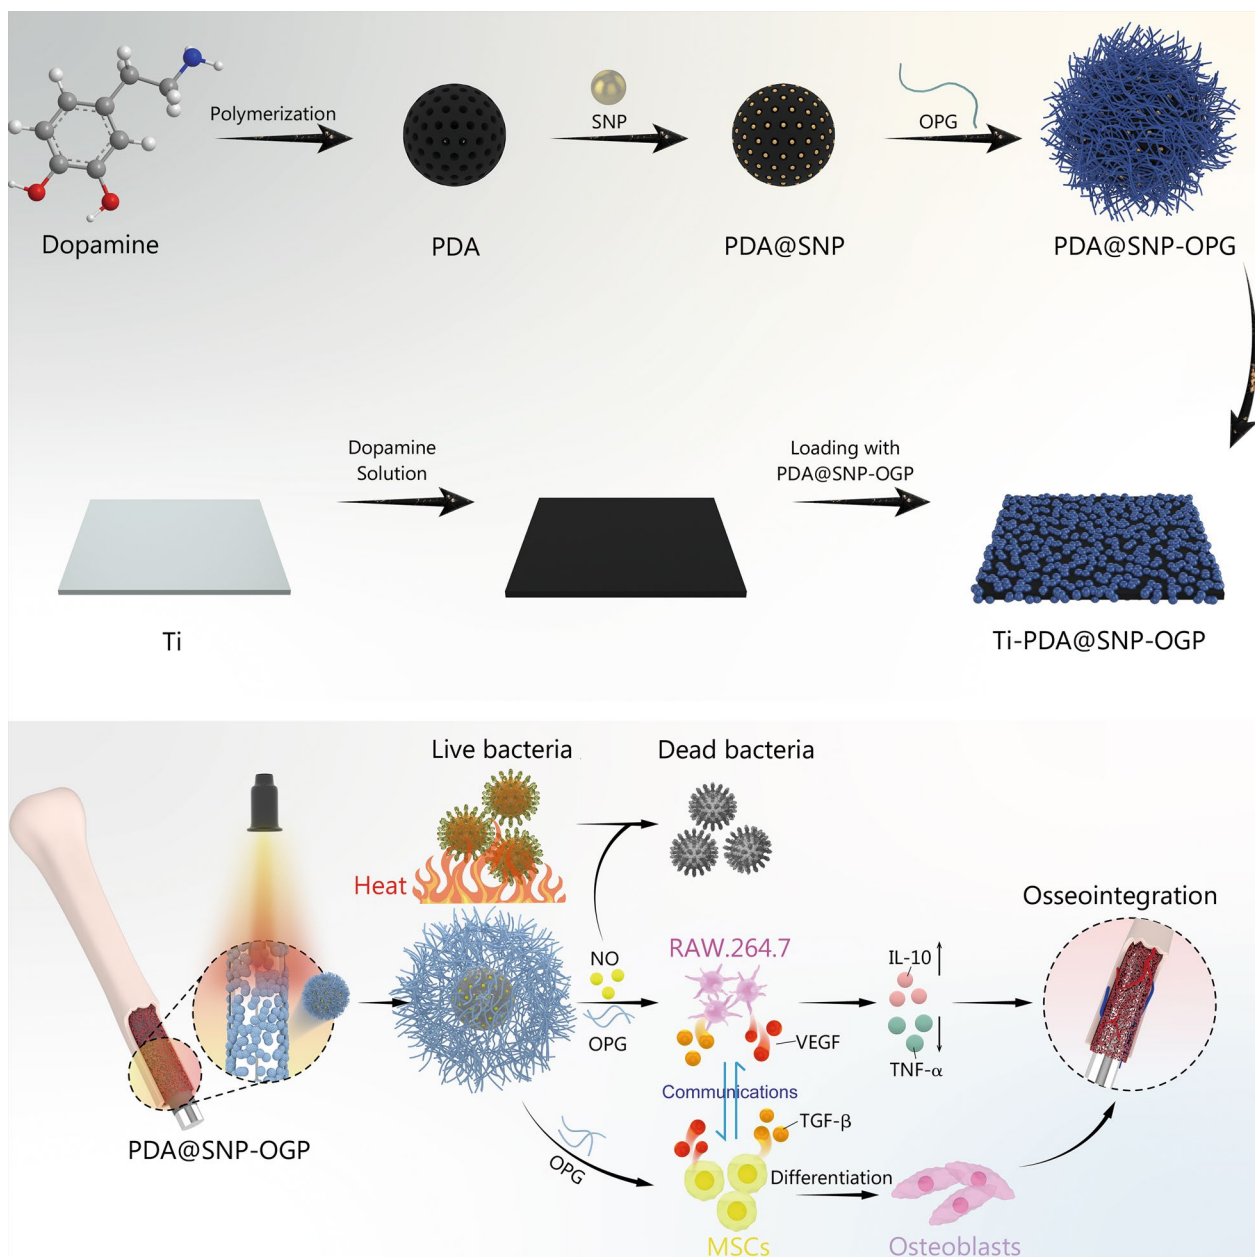 Polymerization
SNP
OPG
Dopamine
PDA
PDA@SNP
PDA@SNP-OPG
Dopamine
Solution
Loading with
PDA@SNP-OGP
Ti
Ti-PDA@SNP-OGP
Live bacteria
Dead bacteria
Heat
Osseointegration
RAW.264.7
NO
OPG
IL-10
VEGF
TNF-α
Communications
TGF-β
PDA@SNP-OGP
OPG
Differentiation
MSCs
Osteoblasts